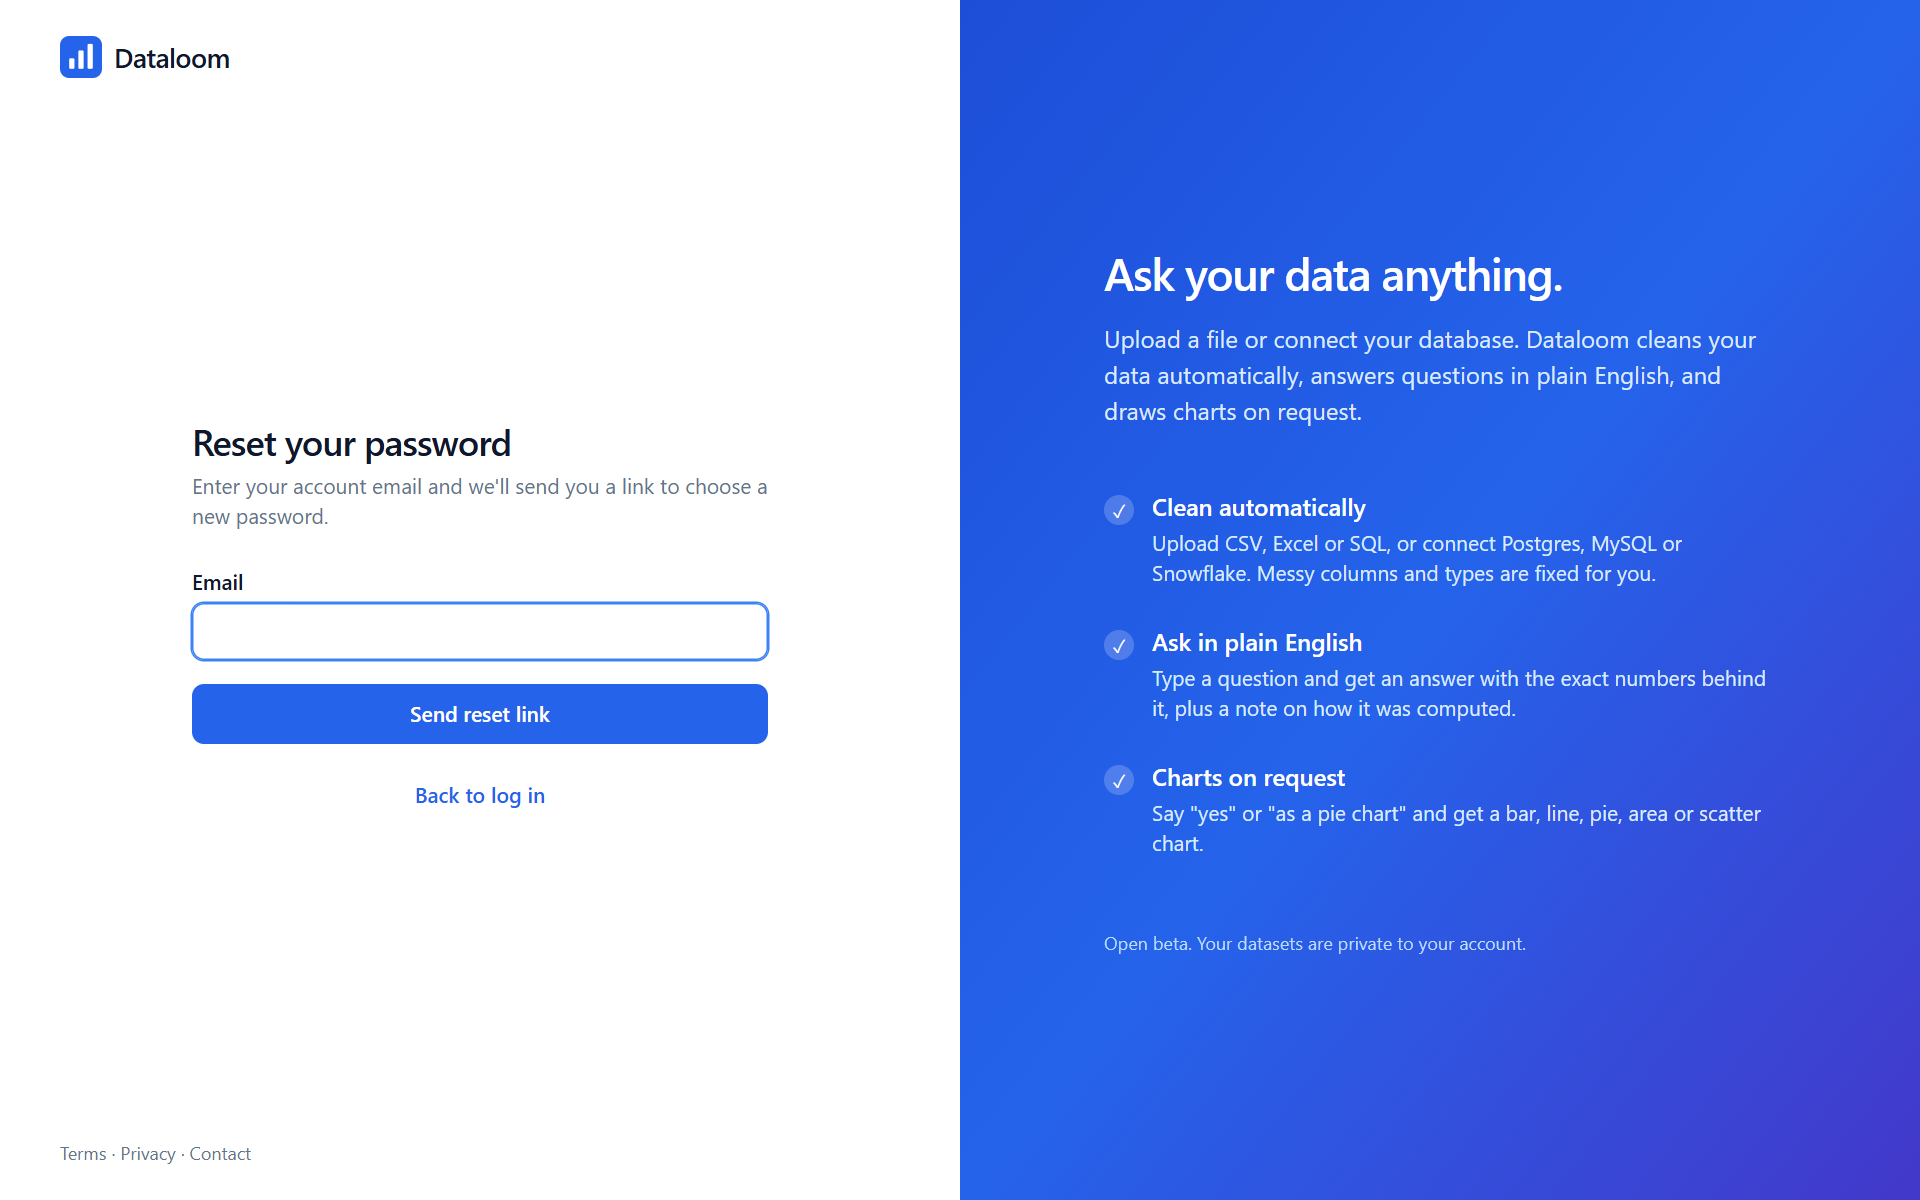 Dataloom
Reset your password
Enter your account email and we'll send you a link to choose a
new password.
Email
Send reset link
Back to log in
Terms · Privacy · Contact
Ask your data anything.
Upload a file or connect your database. Dataloom cleans your
data automatically, answers questions in plain English, and
draws charts on request.
Clean automatically
Upload CSV, Excel or SQL, or connect Postgres, MySQL or
Snowflake. Messy columns and types are fixed for you.
Ask in plain English
Type a question and get an answer with the exact numbers behind
it, plus a note on how it was computed.
Charts on request
Say "yes" or "as a pie chart" and get a bar, line, pie, area or scatter
chart.
Open beta. Your datasets are private to your account.